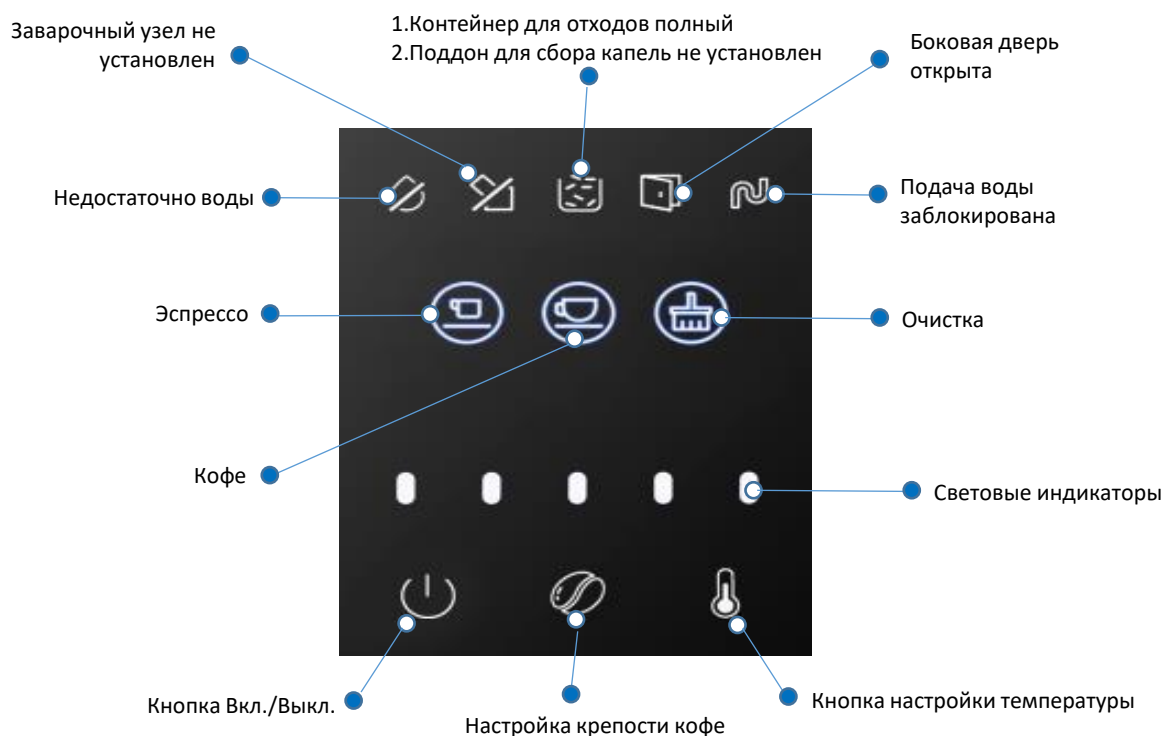 Заварочный узел не
установлен
1.Контейнер для отходов полный
2.Поддон для сбора капель не установлен
Боковая дверь
открыта
Недостаточно воды
Подача воды
заблокирована
Эспрессо
Очистка
Кофе
Световые индикаторы
Кнопка Вкл./Выкл.
Настройка крепости кофе
Кнопка настройки температуры